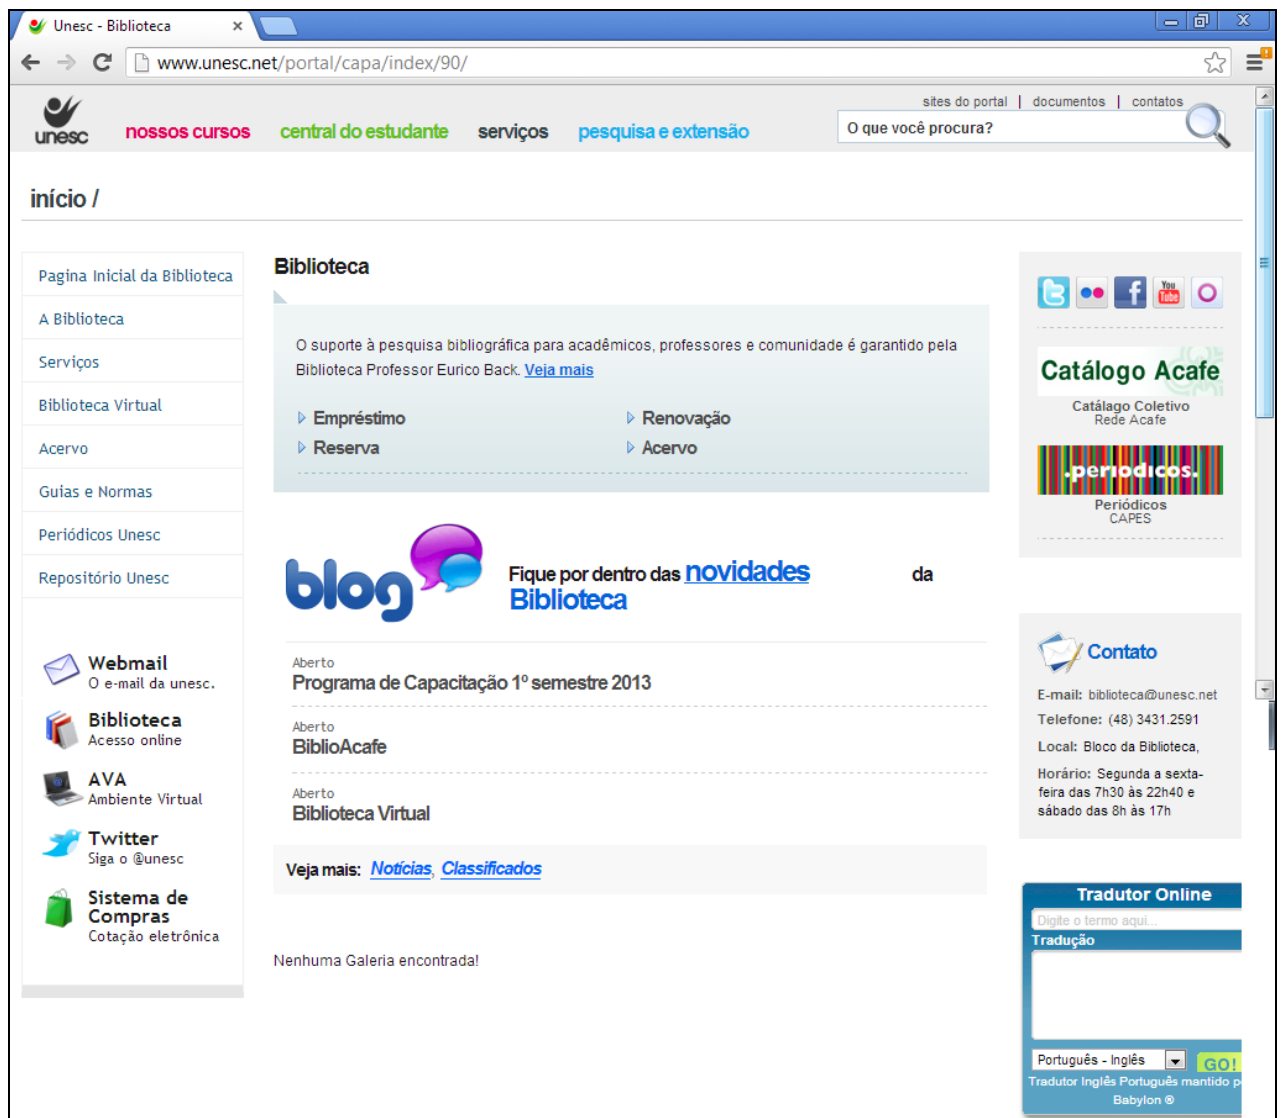 Unesc - Biblioteca
www.unesc.net/portal/capa/index/90/
sites do portal | documentos | contatos
unesc
nossos cursos central do estudante serviços pesquisa e extensão
O que você procura?
início /
Pagina Inicial da Biblioteca
A Biblioteca
Serviços
Biblioteca Virtual
Acervo
Guias e Normas
Periódicos Unesc
Repositório Unesc
Webmail
O e-mail da unesc.
Biblioteca
Acesso online
AVA
Ambiente Virtual
Twitter
Siga o @unesc
Sistema de
Compras
Cotação eletrônica
Biblioteca
O suporte à pesquisa bibliográfica para acadêmicos, professores e comunidade é garantido pela
Biblioteca Professor Eurico Back. Veja mais
Empréstimo
Renovação
Reserva
Acervo
blog
Fique por dentro das novidades da
Biblioteca
Aberto
Programa de Capacitação 1º semestre 2013
Aberto
BiblioAcafe
Aberto
Biblioteca Virtual
Veja mais: Notícias, Classificados
Nenhuma Galeria encontrada!
You
Tube
Catálogo Acafe
Catálago Coletivo
Rede Acafe
.periodicos.
Periódicos
CAPES
Contato
E-mail: biblioteca@unesc.net
Telefone: (48) 3431.2591
Local: Bloco da Biblioteca,
Horário: Segunda a sexta-
feira das 7h30 às 22h40 e
sábado das 8h às 17h
Tradutor Online
Digite o termo aqui...
Tradução
Português - Inglês
GO!
Tradutor Inglês Português mantido p
Babylon ®